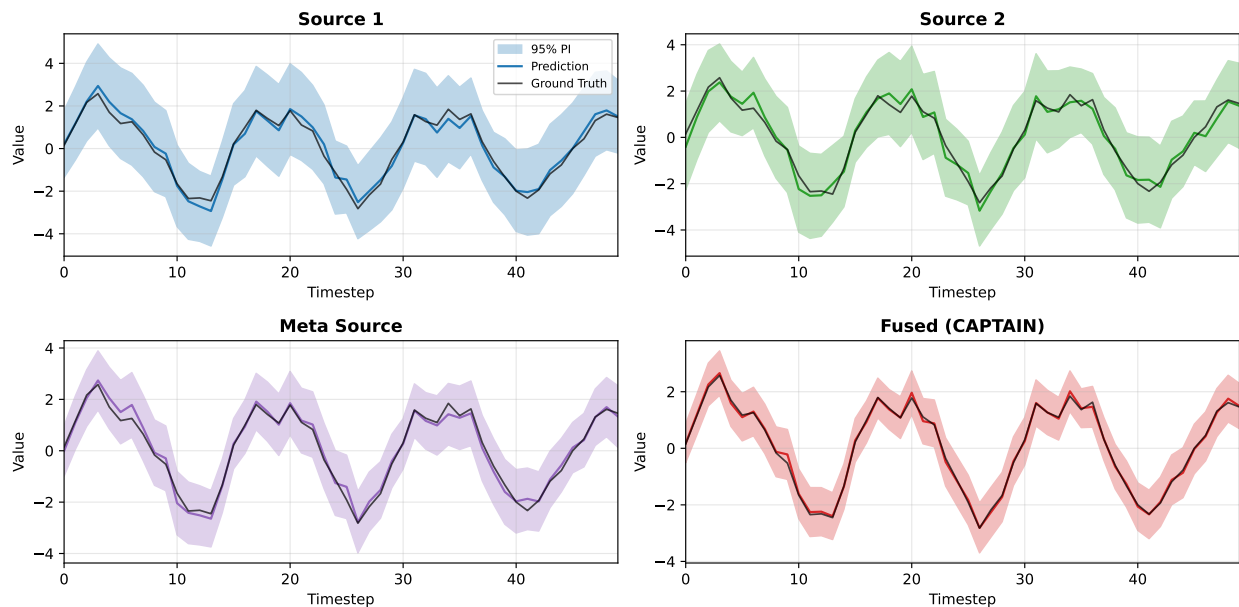 Source 1
4
2
0
−2
−4
Value
0
10
20
30
40
Timestep
95% PI
Prediction
Ground Truth
Source 2
4
2
0
−2
−4
Value
0
10
20
30
40
Timestep
Meta Source
4
2
0
−2
−4
Value
0
10
20
30
40
Timestep
Fused (CAPTAIN)
2
0
−2
−4
Value
0
10
20
30
40
Timestep